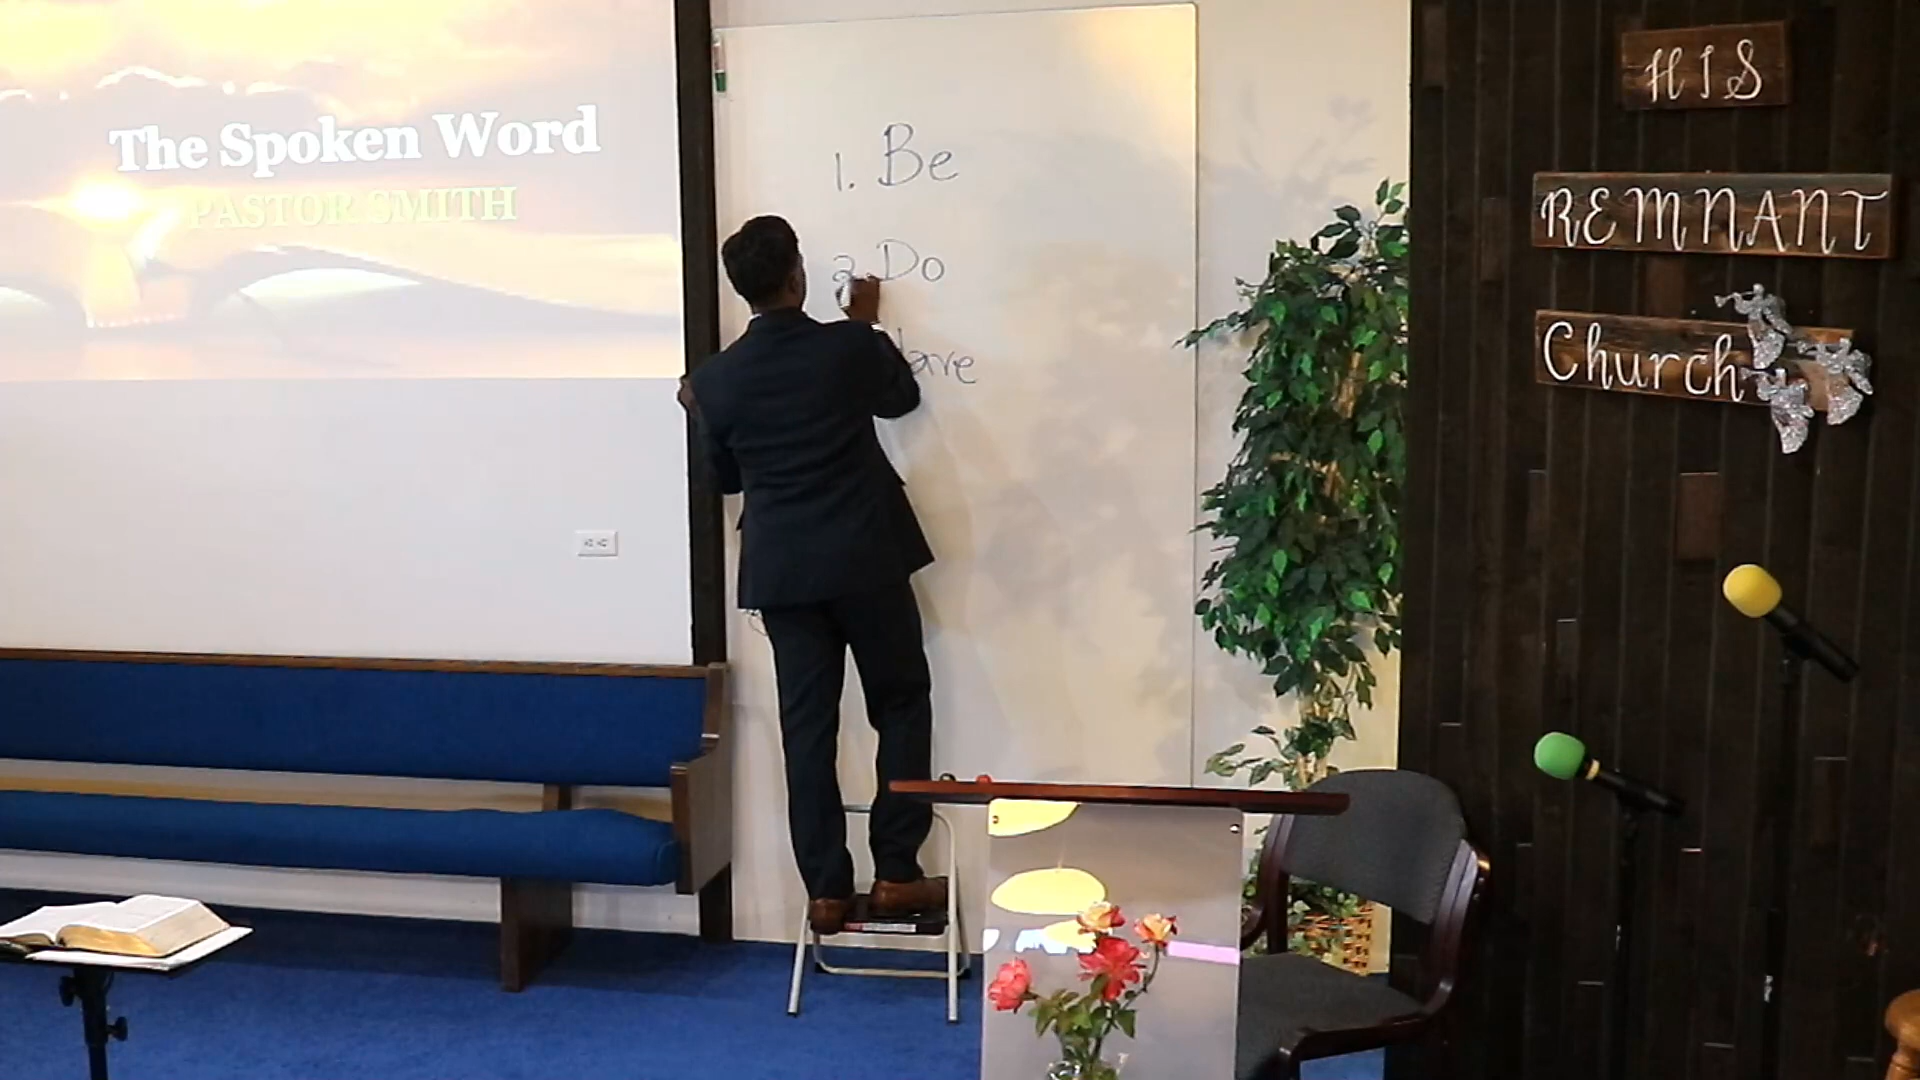 The Spoken Word
PASTOR SMITH
1. Be
2. Do
Have
HIS
REMNANT
Church